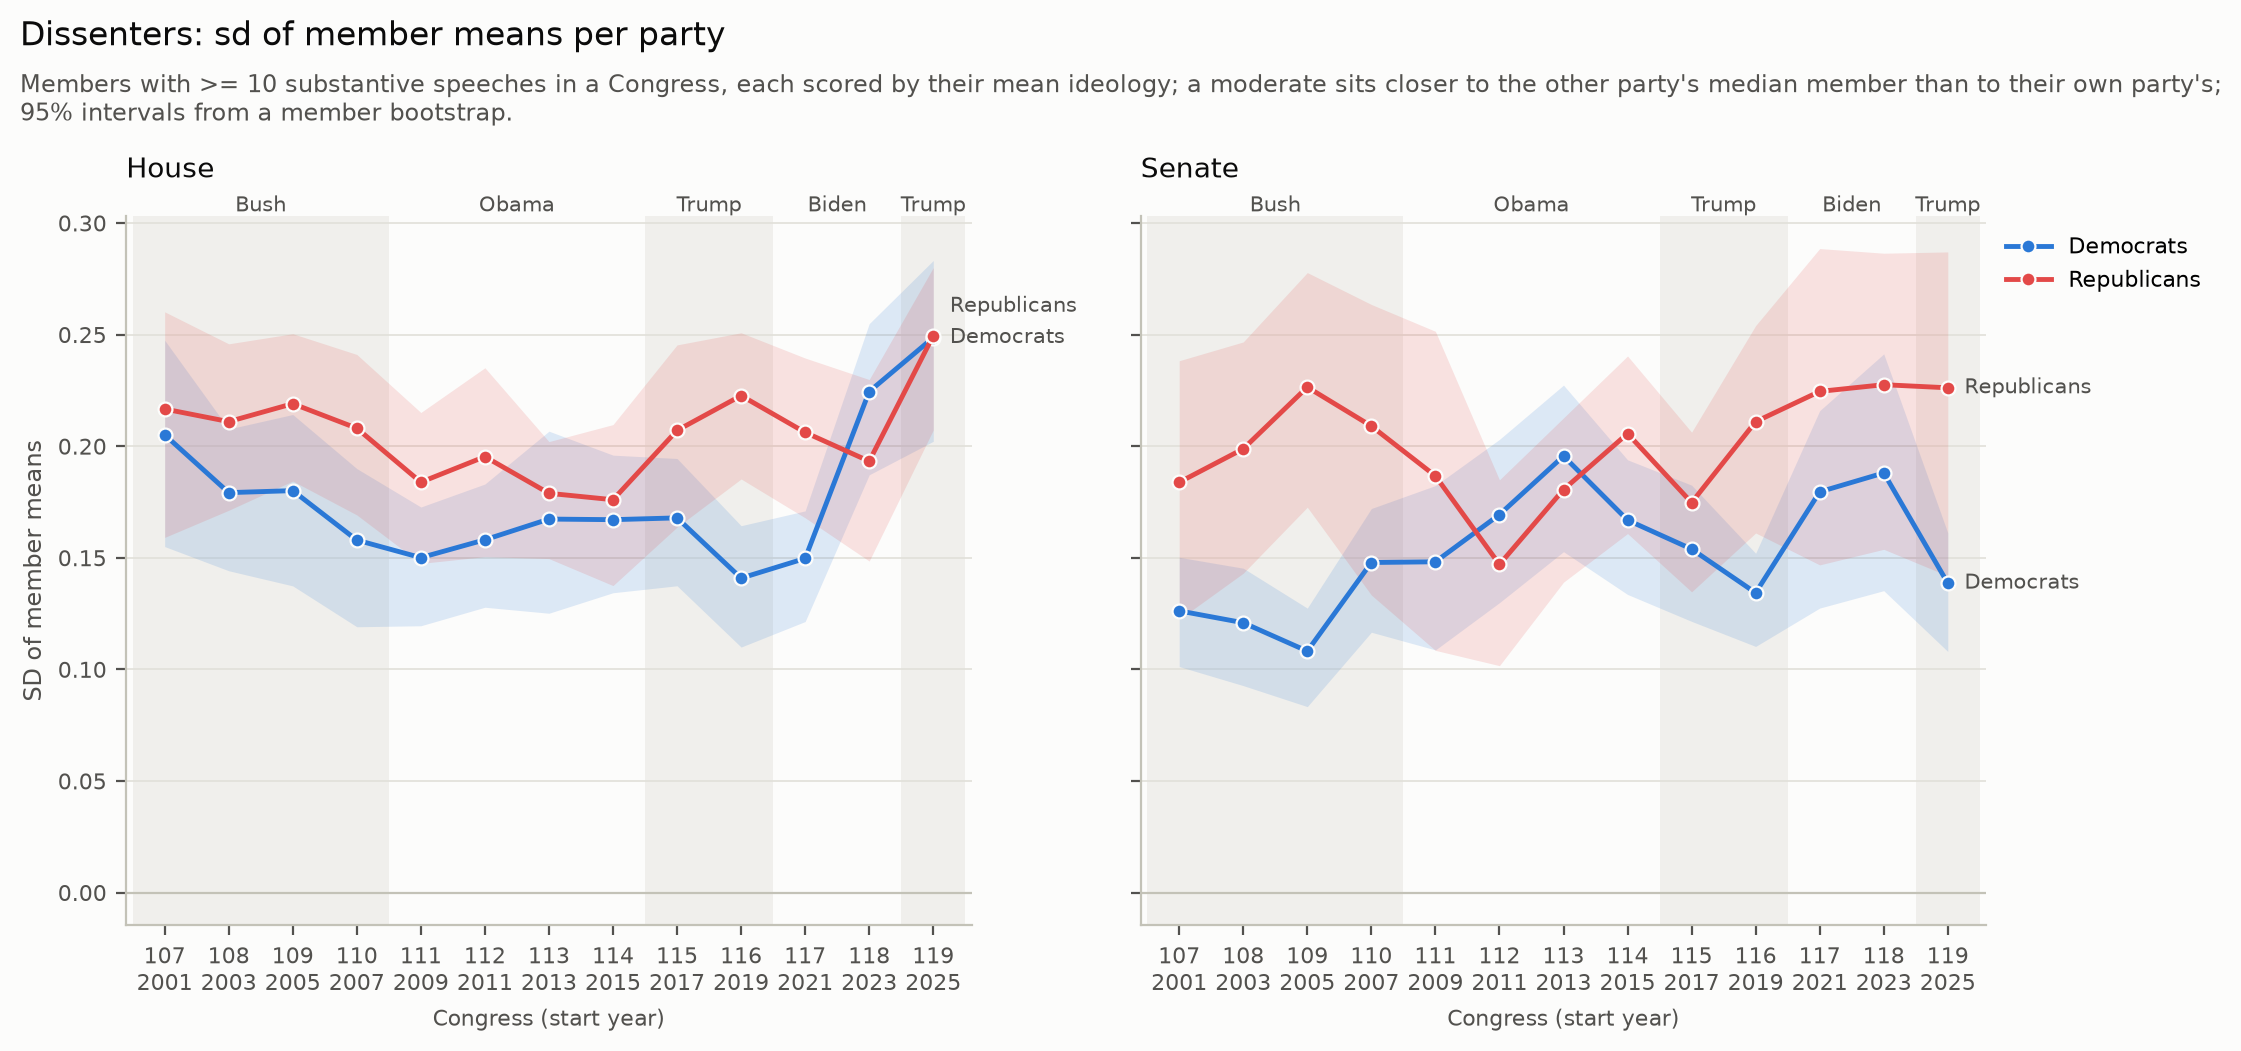 Dissenters: sd of member means per party
Members with >= 10 substantive speeches in a Congress, each scored by their mean ideology; a moderate sits closer to the other party's median member than to their own party's;
95% intervals from a member bootstrap.
House
Bush Obama Trump Biden Trump
SD of member means
0.30
0.25
0.20
0.15
0.10
0.05
0.00
Republicans
Democrats
107 108 109 110 111 112 113 114 115 116 117 118 119
2001 2003 2005 2007 2009 2011 2013 2015 2017 2019 2021 2023 2025
Congress (start year)
Senate
Bush Obama Trump Biden Trump
Democrats
Republicans
Republicans
Democrats
107 108 109 110 111 112 113 114 115 116 117 118 119
2001 2003 2005 2007 2009 2011 2013 2015 2017 2019 2021 2023 2025
Congress (start year)